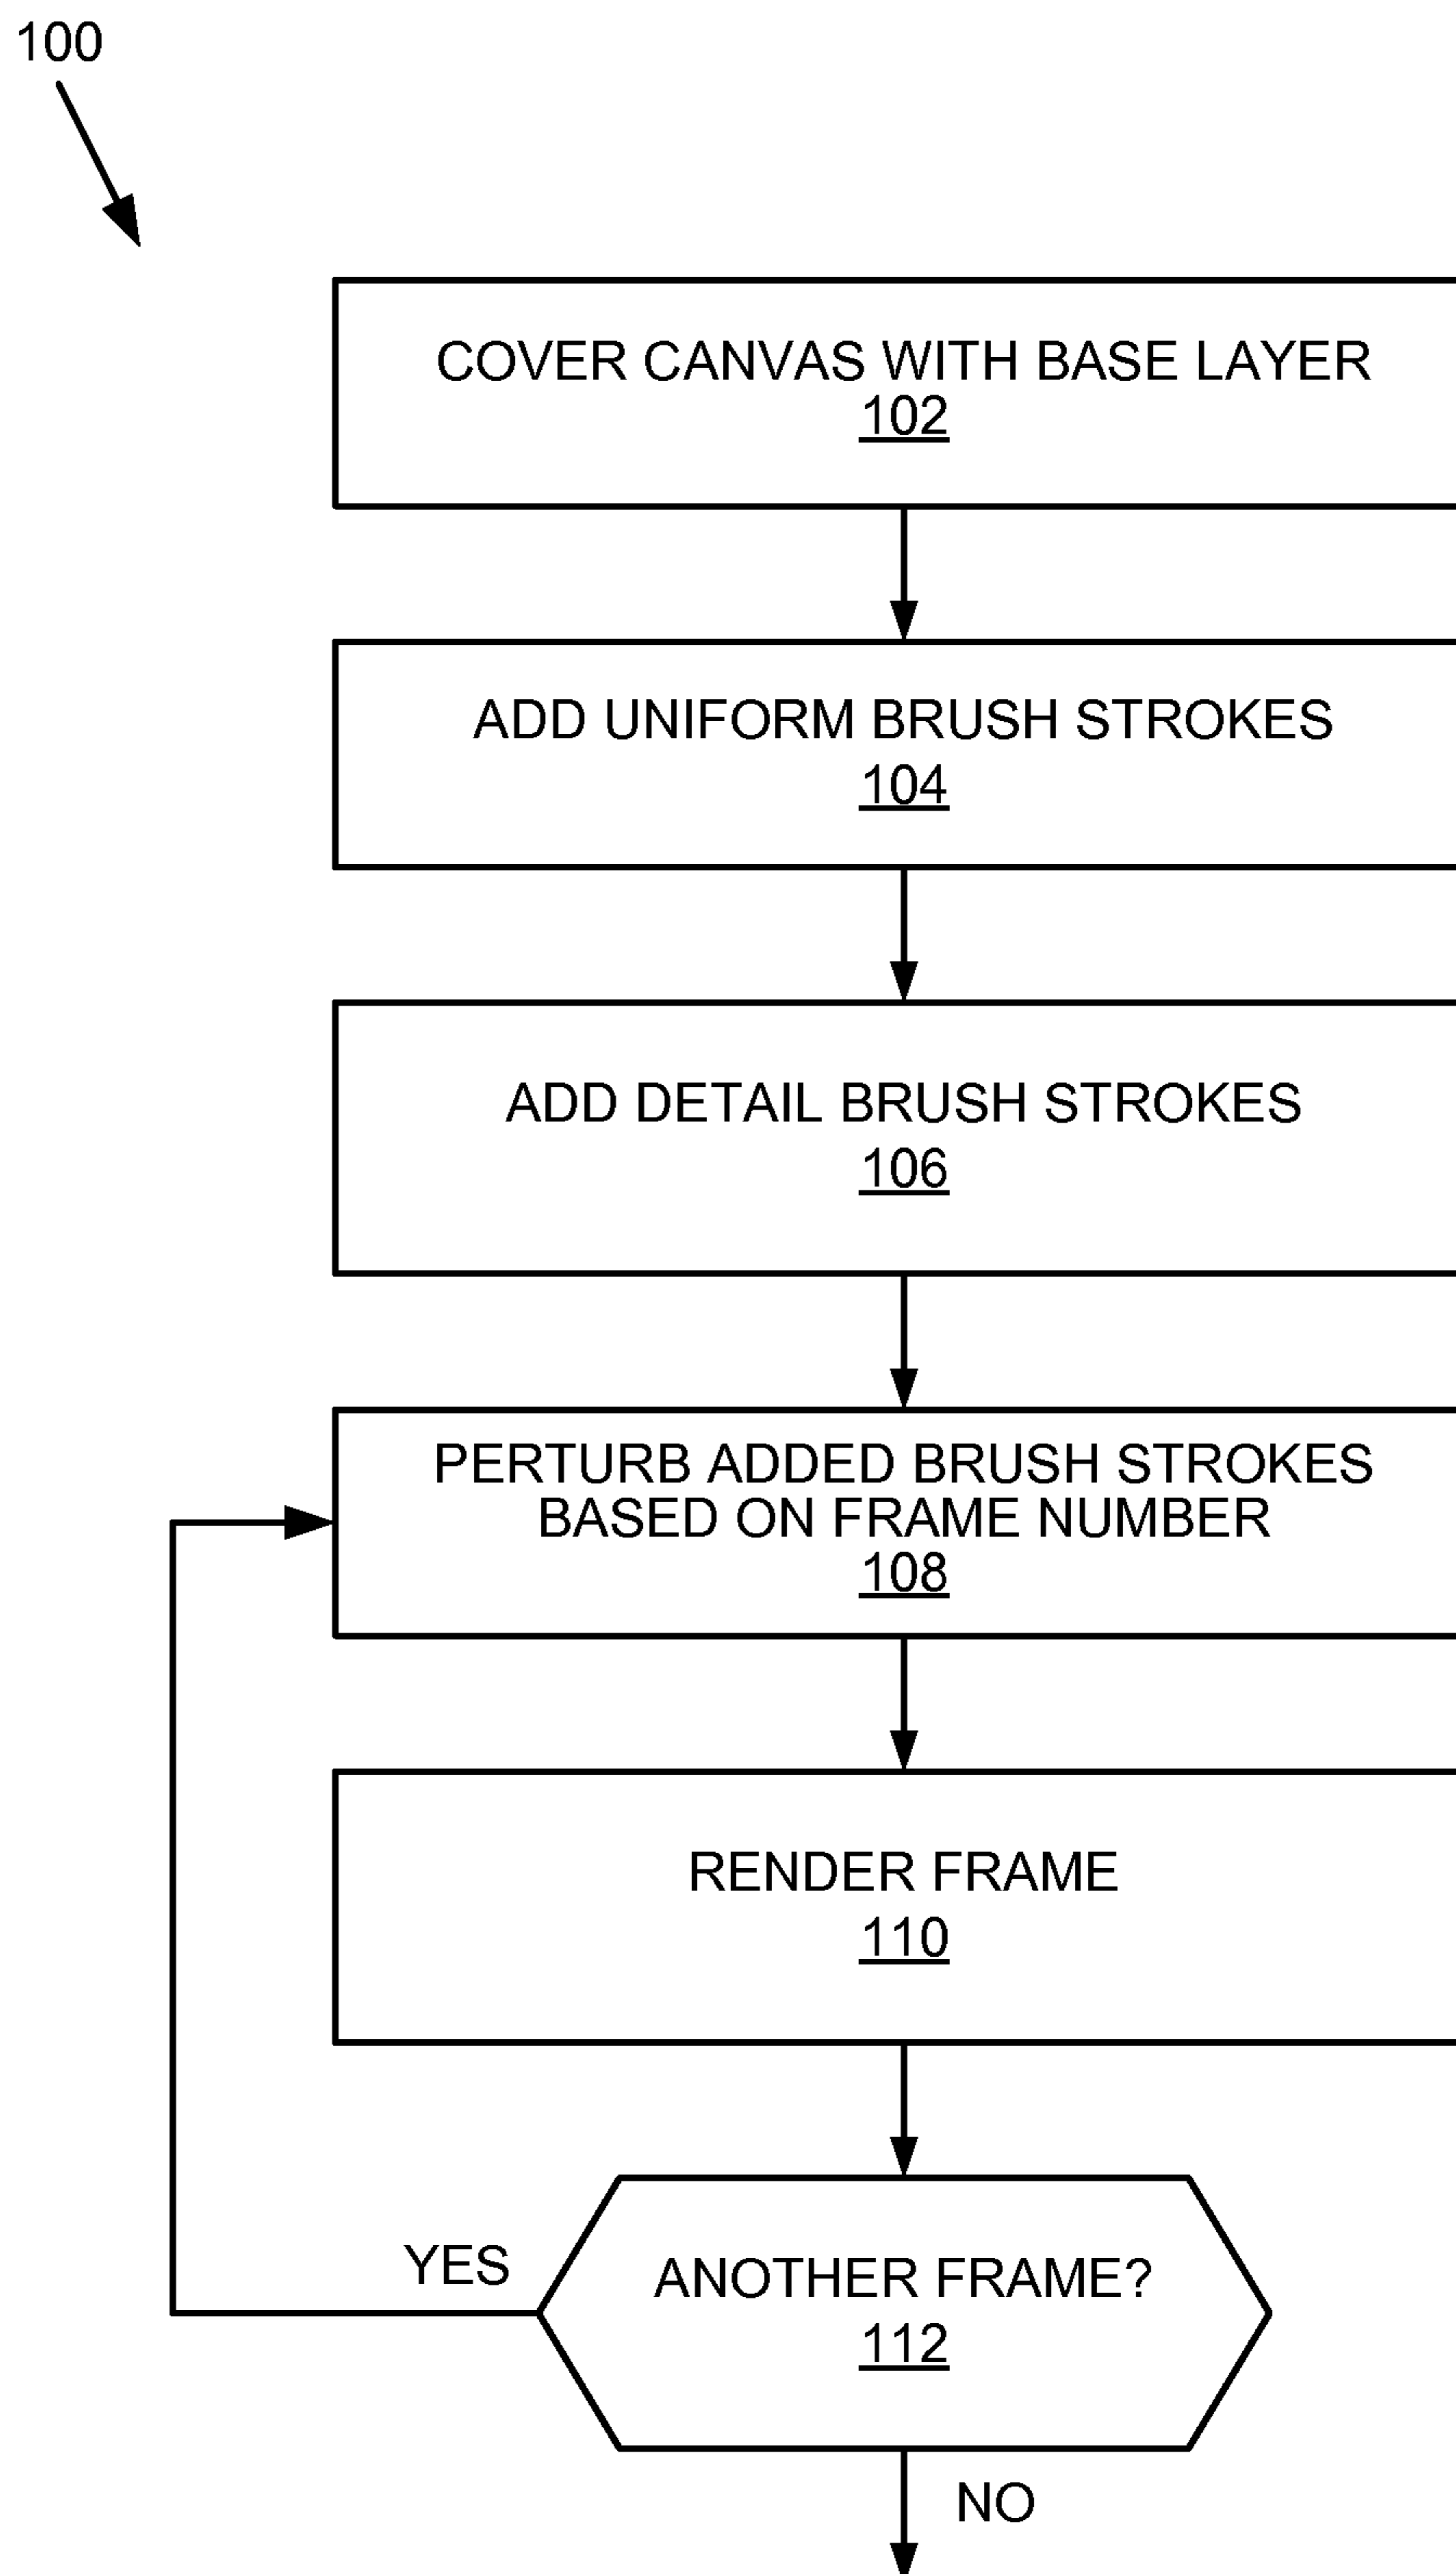 100
COVER CANVAS WITH BASE LAYER
102
ADD UNIFORM BRUSH STROKES
104
ADD DETAIL BRUSH STROKES
106
PERTURB ADDED BRUSH STROKES
BASED ON FRAME NUMBER
108
RENDER FRAME
110
YES
ANOTHER FRAME?
112
NO